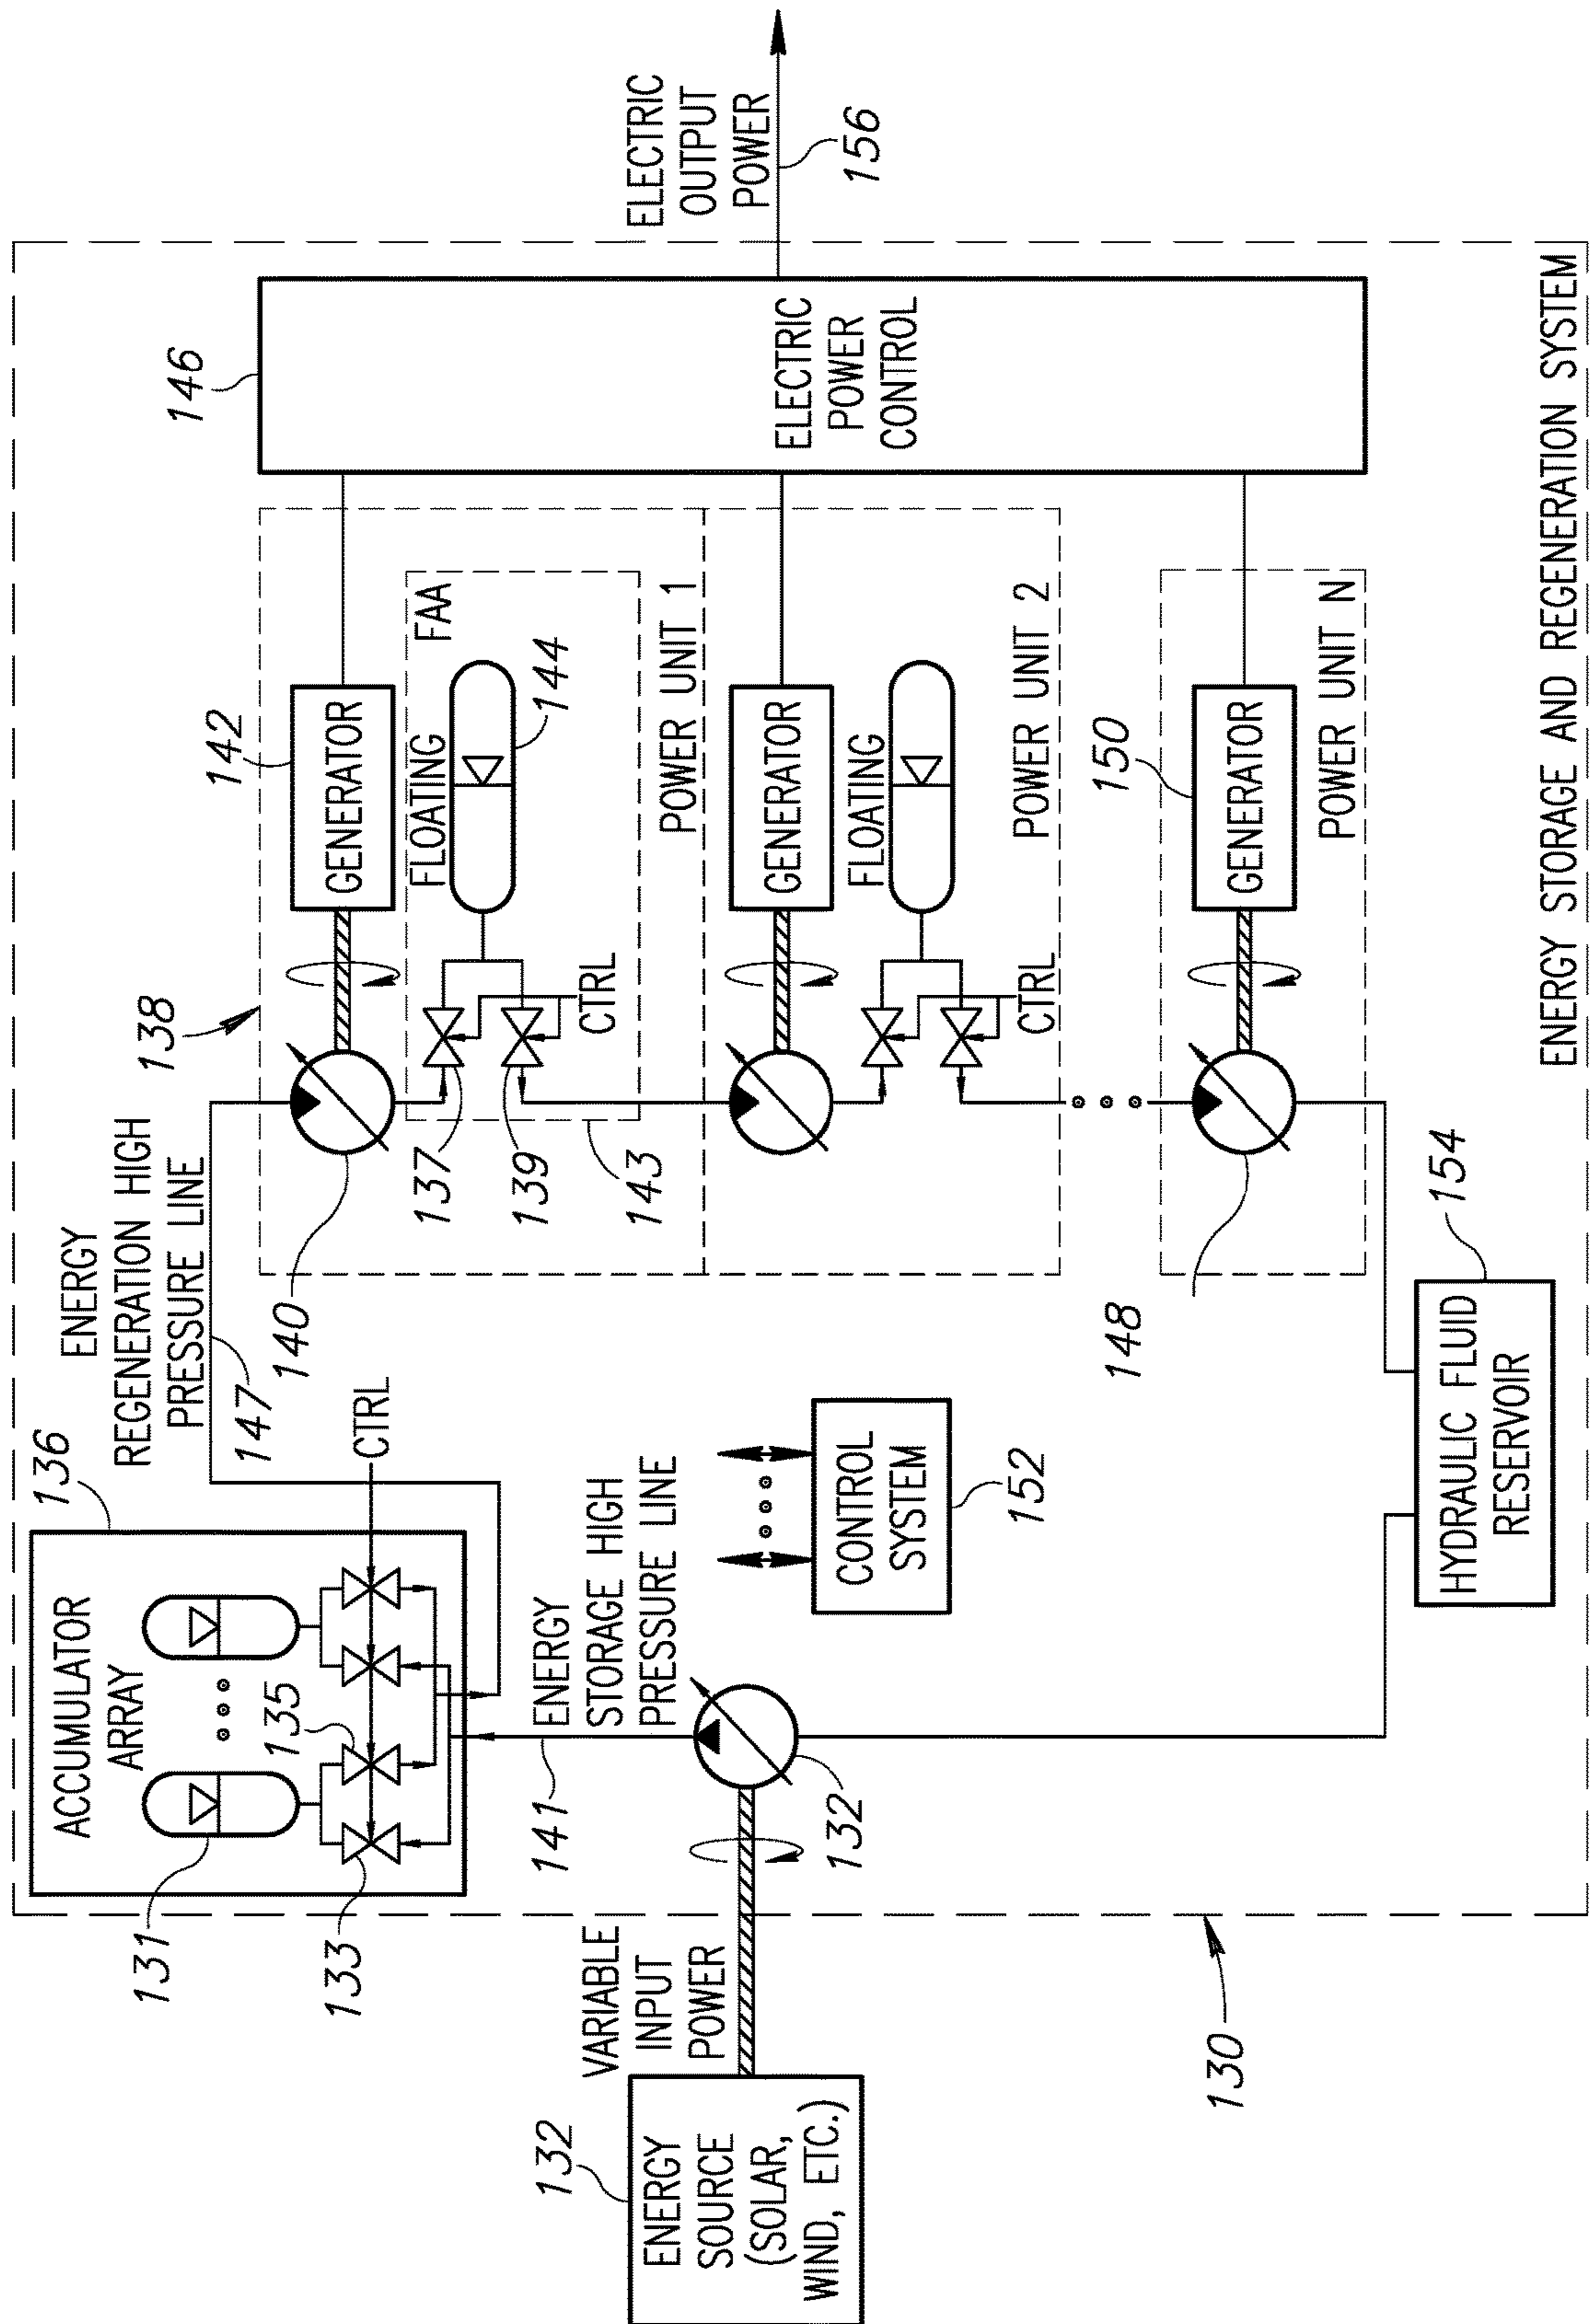 136
ACCUMULATOR
ARRAY
131
133
135
CTRL
ENERGY
REGENERATION HIGH
PRESSURE LINE
147
141
ENERGY
STORAGE HIGH
PRESSURE LINE
132
ENERGY
SOURCE
(SOLAR,
WIND, ETC.)
VARIABLE
INPUT
POWER
132
130
CONTROL
SYSTEM
152
138
140
142
GENERATOR
FAA
FLOATING
144
137
139
143
CTRL
POWER UNIT 1
GENERATOR
FLOATING
CTRL
POWER UNIT 2
148
150
GENERATOR
POWER UNIT N
154
HYDRAULIC FLUID
RESERVOIR
146
ELECTRIC
POWER
CONTROL
ELECTRIC
OUTPUT
POWER
156
ENERGY STORAGE AND REGENERATION SYSTEM